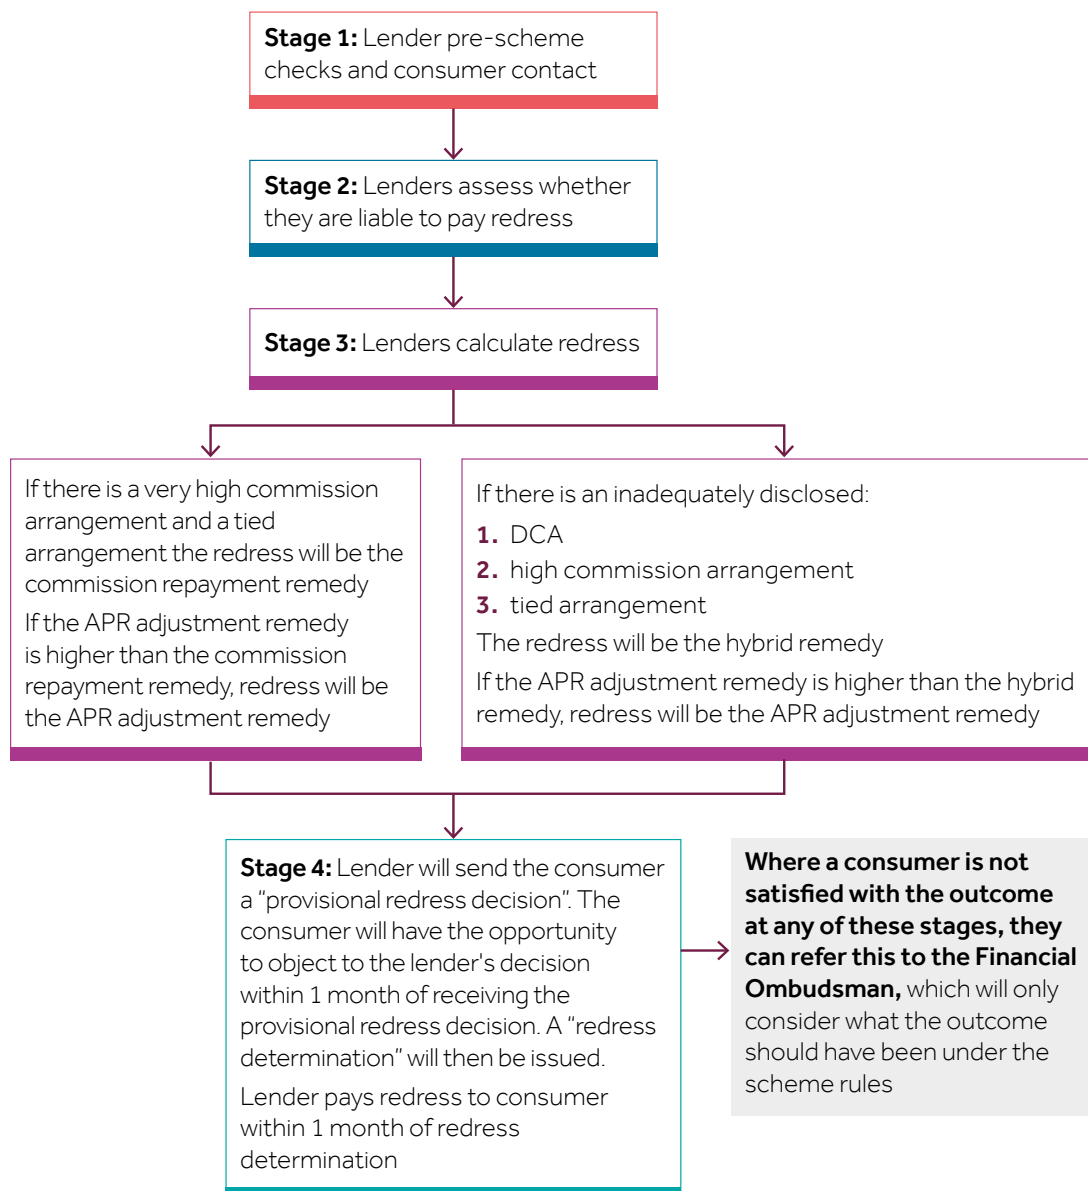 Stage 1: Lender pre-scheme
checks and consumer contact
Stage 2: Lenders assess whether
they are liable to pay redress
Stage 3: Lenders calculate redress
If there is a very high commission
arrangement and a tied
arrangement the redress will be the
commission repayment remedy
If the APR adjustment remedy
is higher than the commission
repayment remedy, redress will be
the APR adjustment remedy
If there is an inadequately disclosed:
1. DCA
2. high commission arrangement
3. tied arrangement
The redress will be the hybrid remedy
If the APR adjustment remedy is higher than the hybrid
remedy, redress will be the APR adjustment remedy
Stage 4: Lender will send the consumer
a “provisional redress decision”. The
consumer will have the opportunity
to object to the lender's decision
within 1 month of receiving the
provisional redress decision. A “redress
determination” will then be issued.
Lender pays redress to consumer
within 1 month of redress
determination
Where a consumer is not
satisfied with the outcome
at any of these stages, they
can refer this to the Financial
Ombudsman, which will only
consider what the outcome
should have been under the
scheme rules